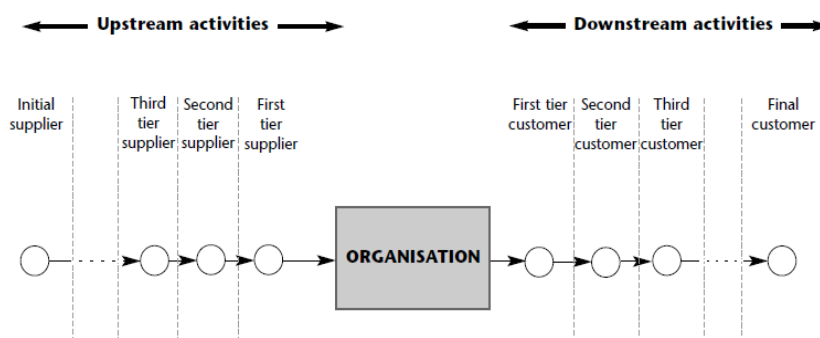 Upstream activities
Downstream activities
Initial
supplier
Third
tier
supplier
Second
tier
supplier
First
tier
supplier
First tier
customer
Second
tier
customer
Third
tier
customer
Final
customer
ORGANISATION